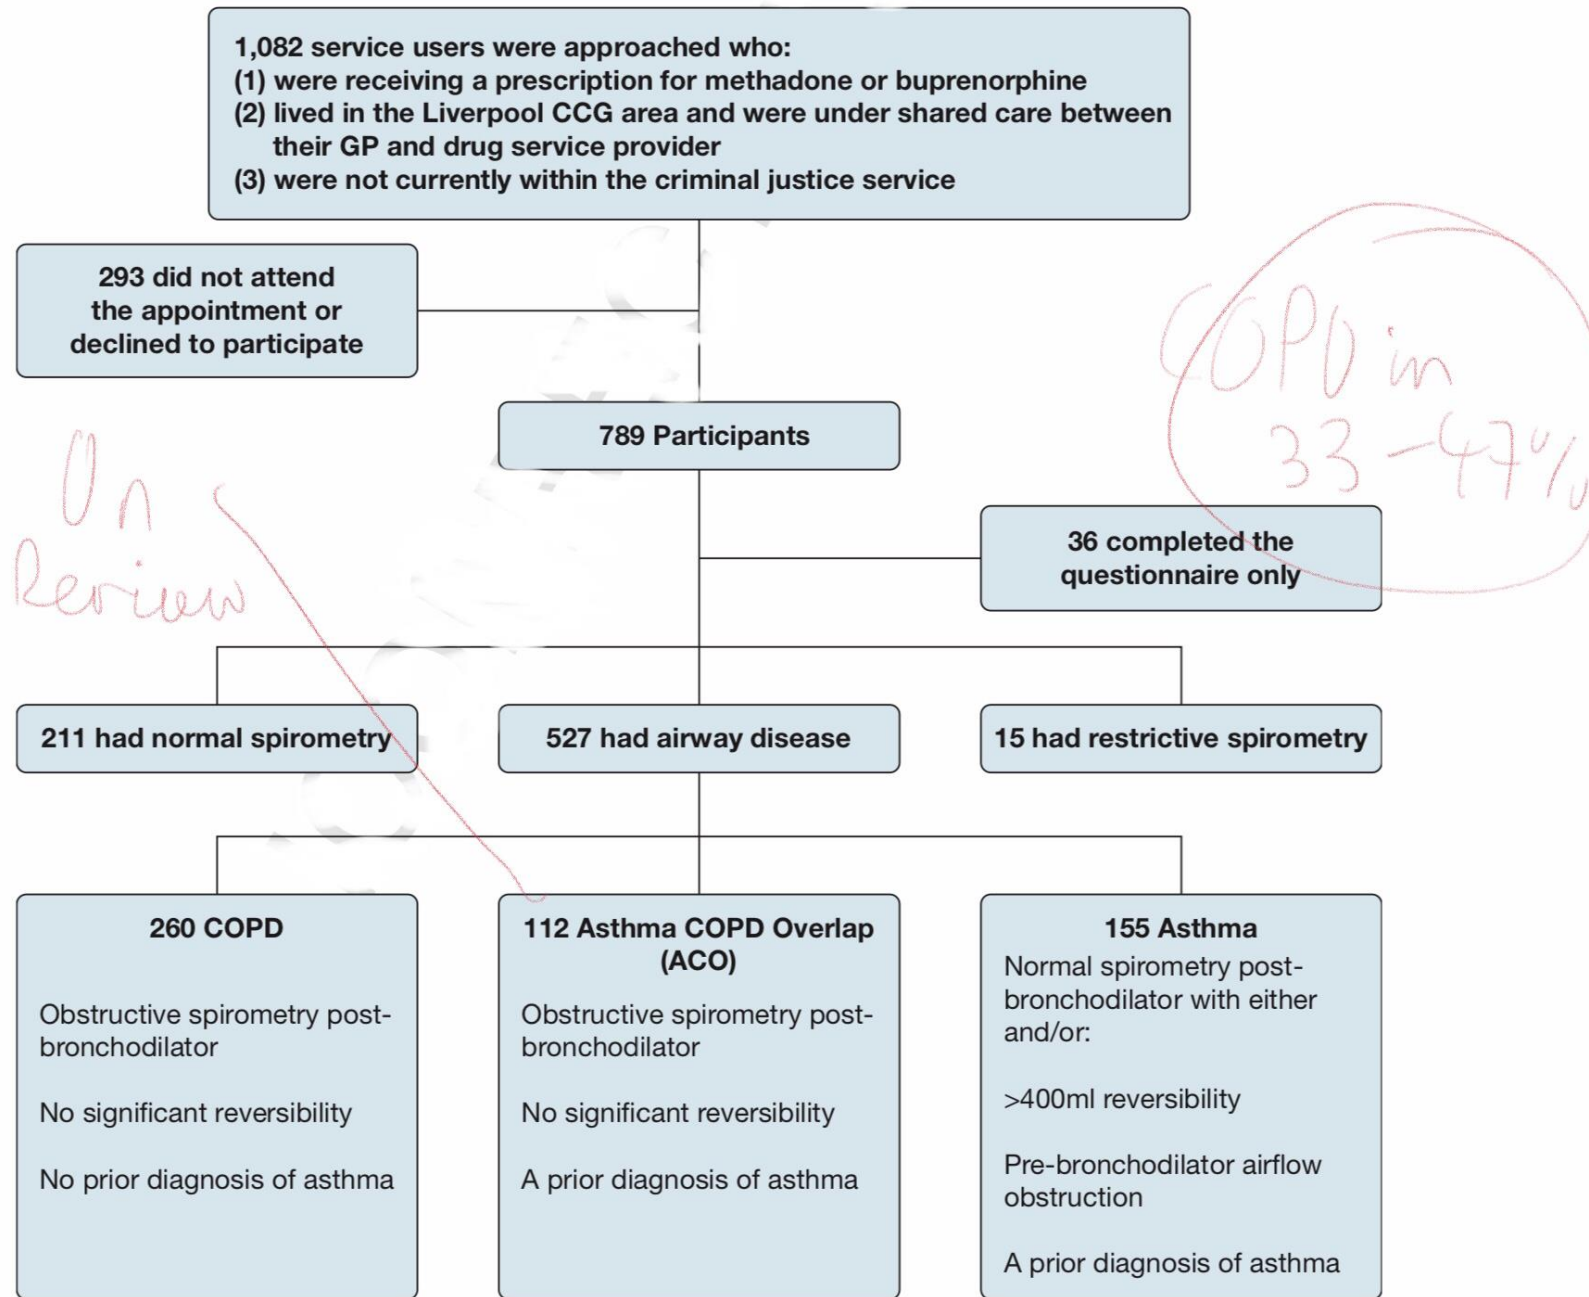 1,082 service users were approached who:
(1) were receiving a prescription for methadone or buprenorphine
(2) lived in the Liverpool CCG area and were under shared care between
their GP and drug service provider
(3) were not currently within the criminal justice service
293 did not attend
the appointment or
declined to participate
789 Participants
COPD in
33-47%
On
Review
36 completed the
questionnaire only
211 had normal spirometry
527 had airway disease
15 had restrictive spirometry
260 COPD
Obstructive spirometry post-
bronchodilator
No significant reversibility
No prior diagnosis of asthma
112 Asthma COPD Overlap
(ACO)
Obstructive spirometry post-
bronchodilator
No significant reversibility
A prior diagnosis of asthma
155 Asthma
Normal spirometry post-
bronchodilator with either
and/or:
>400ml reversibility
Pre-bronchodilator airflow
obstruction
A prior diagnosis of asthma